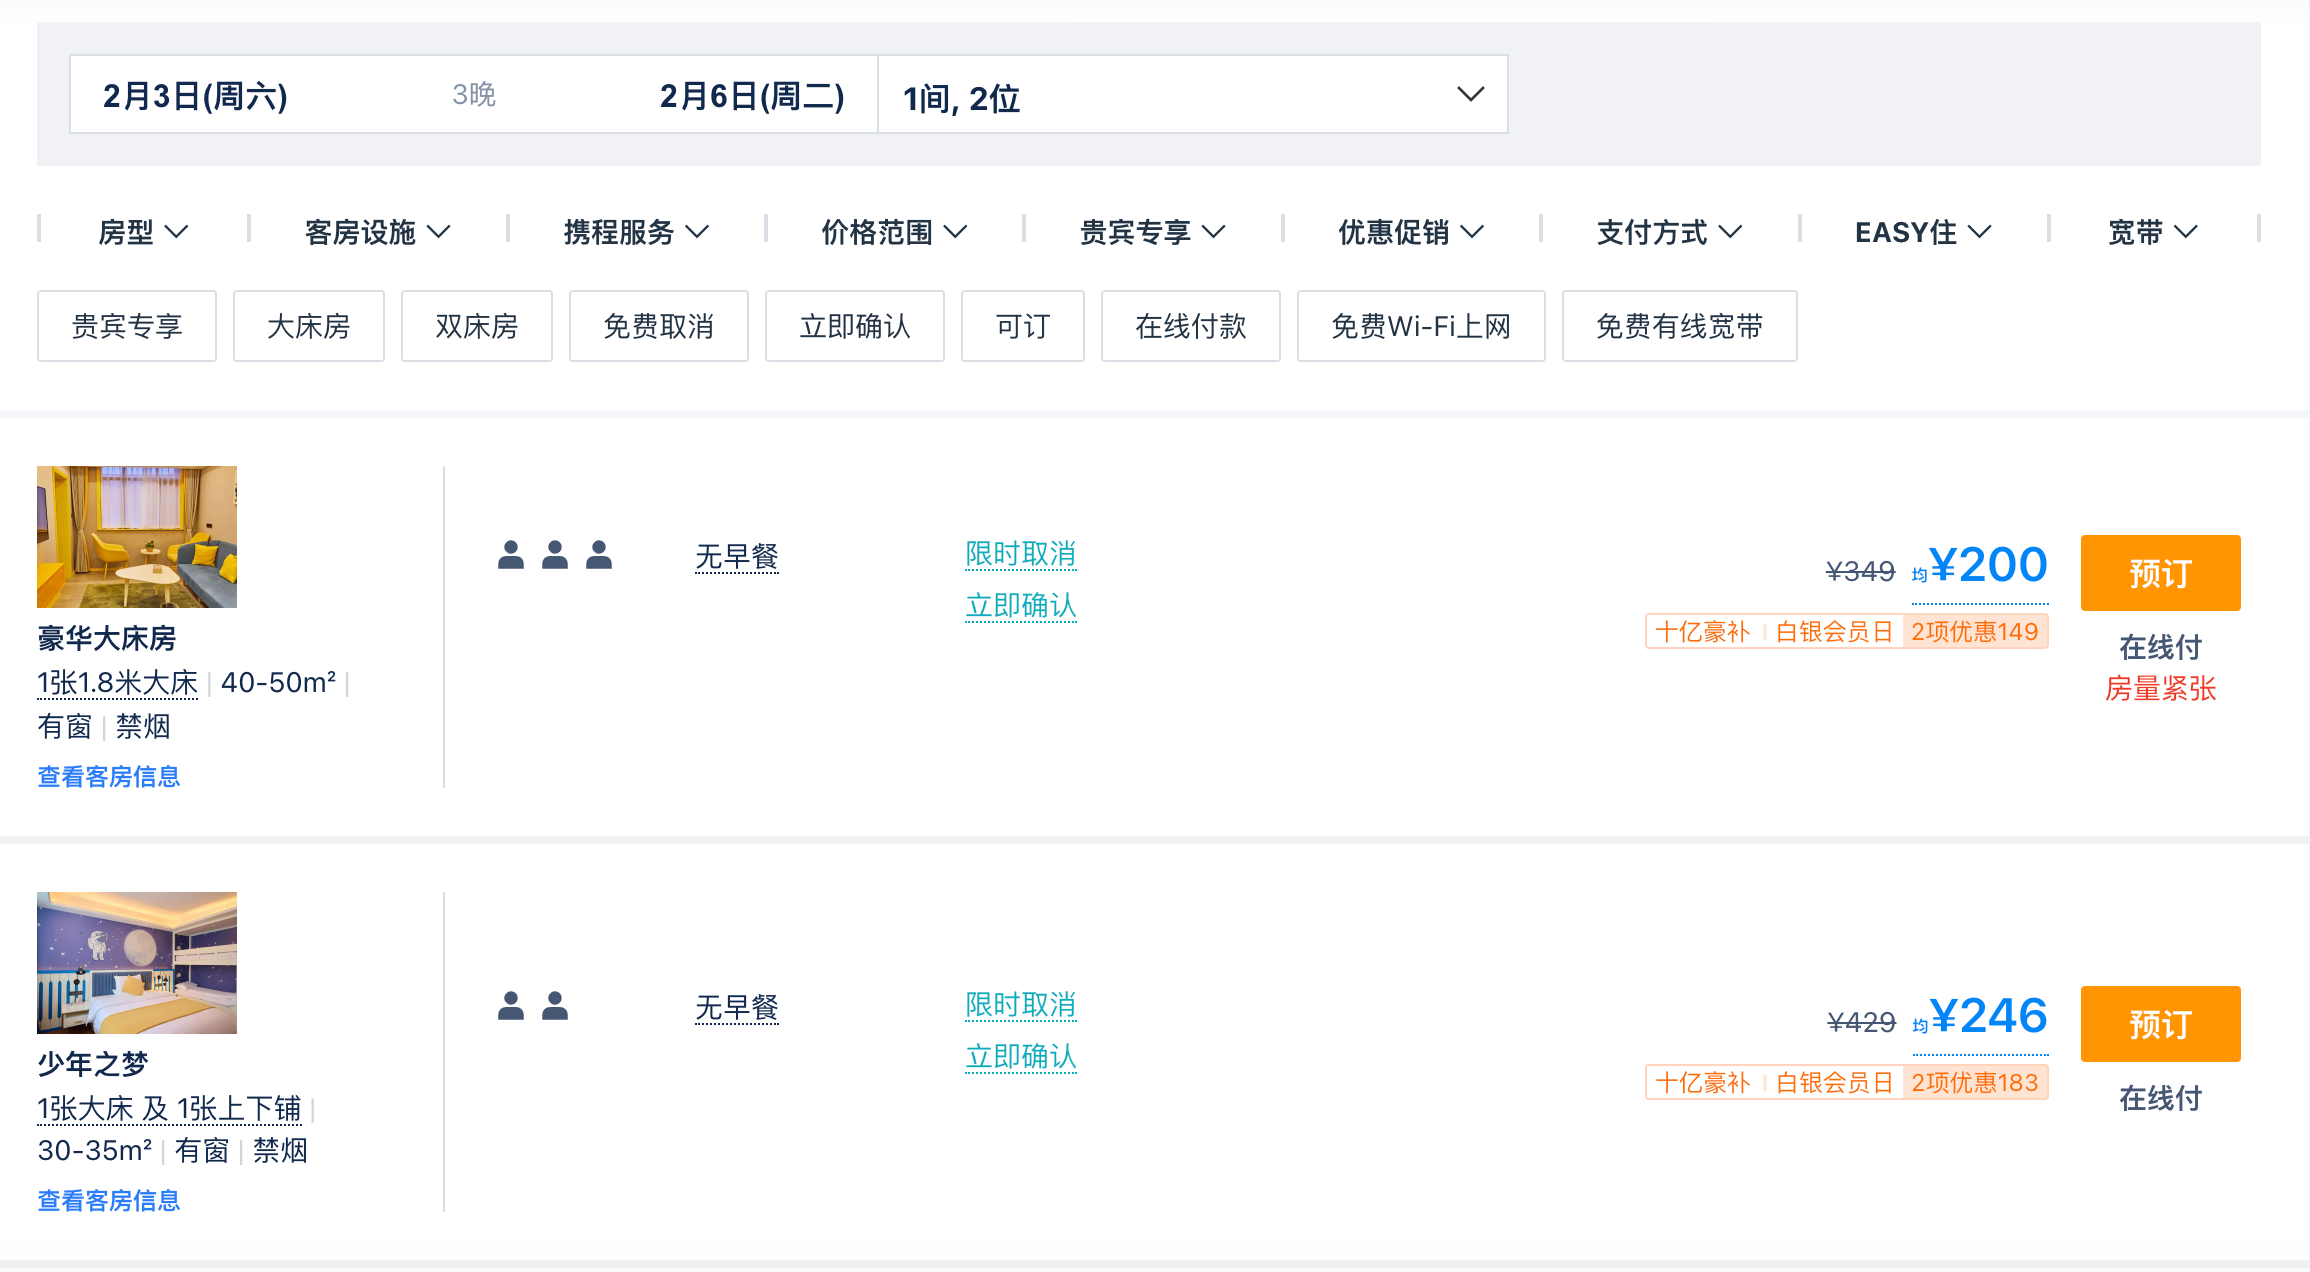 2月3日(周六) 3晚 2月6日(周二) 1间, 2位
房型 客房设施 携程服务 价格范围 贵宾专享 优惠促销 支付方式 EASY住 宽带
贵宾专享 大床房 双床房 免费取消 立即确认 可订 在线付款 免费Wi-Fi上网 免费有线宽带
豪华大床房
1张1.8米大床 | 40-50m² |
有窗 | 禁烟
查看客房信息
无早餐
限时取消
立即确认
¥349 均¥200
十亿豪补 | 白银会员日 2项优惠149
预订
在线付
房量紧张
少年之梦
1张大床 及 1张上下铺 |
30-35m² | 有窗 | 禁烟
查看客房信息
无早餐
限时取消
立即确认
¥429 均¥246
十亿豪补 | 白银会员日 2项优惠183
预订
在线付